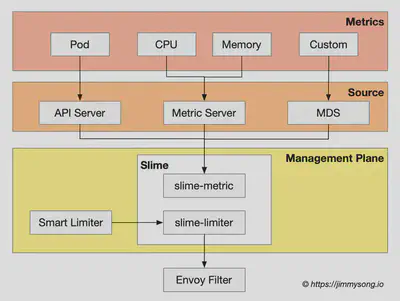 Metrics
Pod
CPU
Memory
Custom
Source
API Server
Metric Server
MDS
Management Plane
Slime
slime-metric
Smart Limiter
slime-limiter
Envoy Filter
© https://jimmysong.io